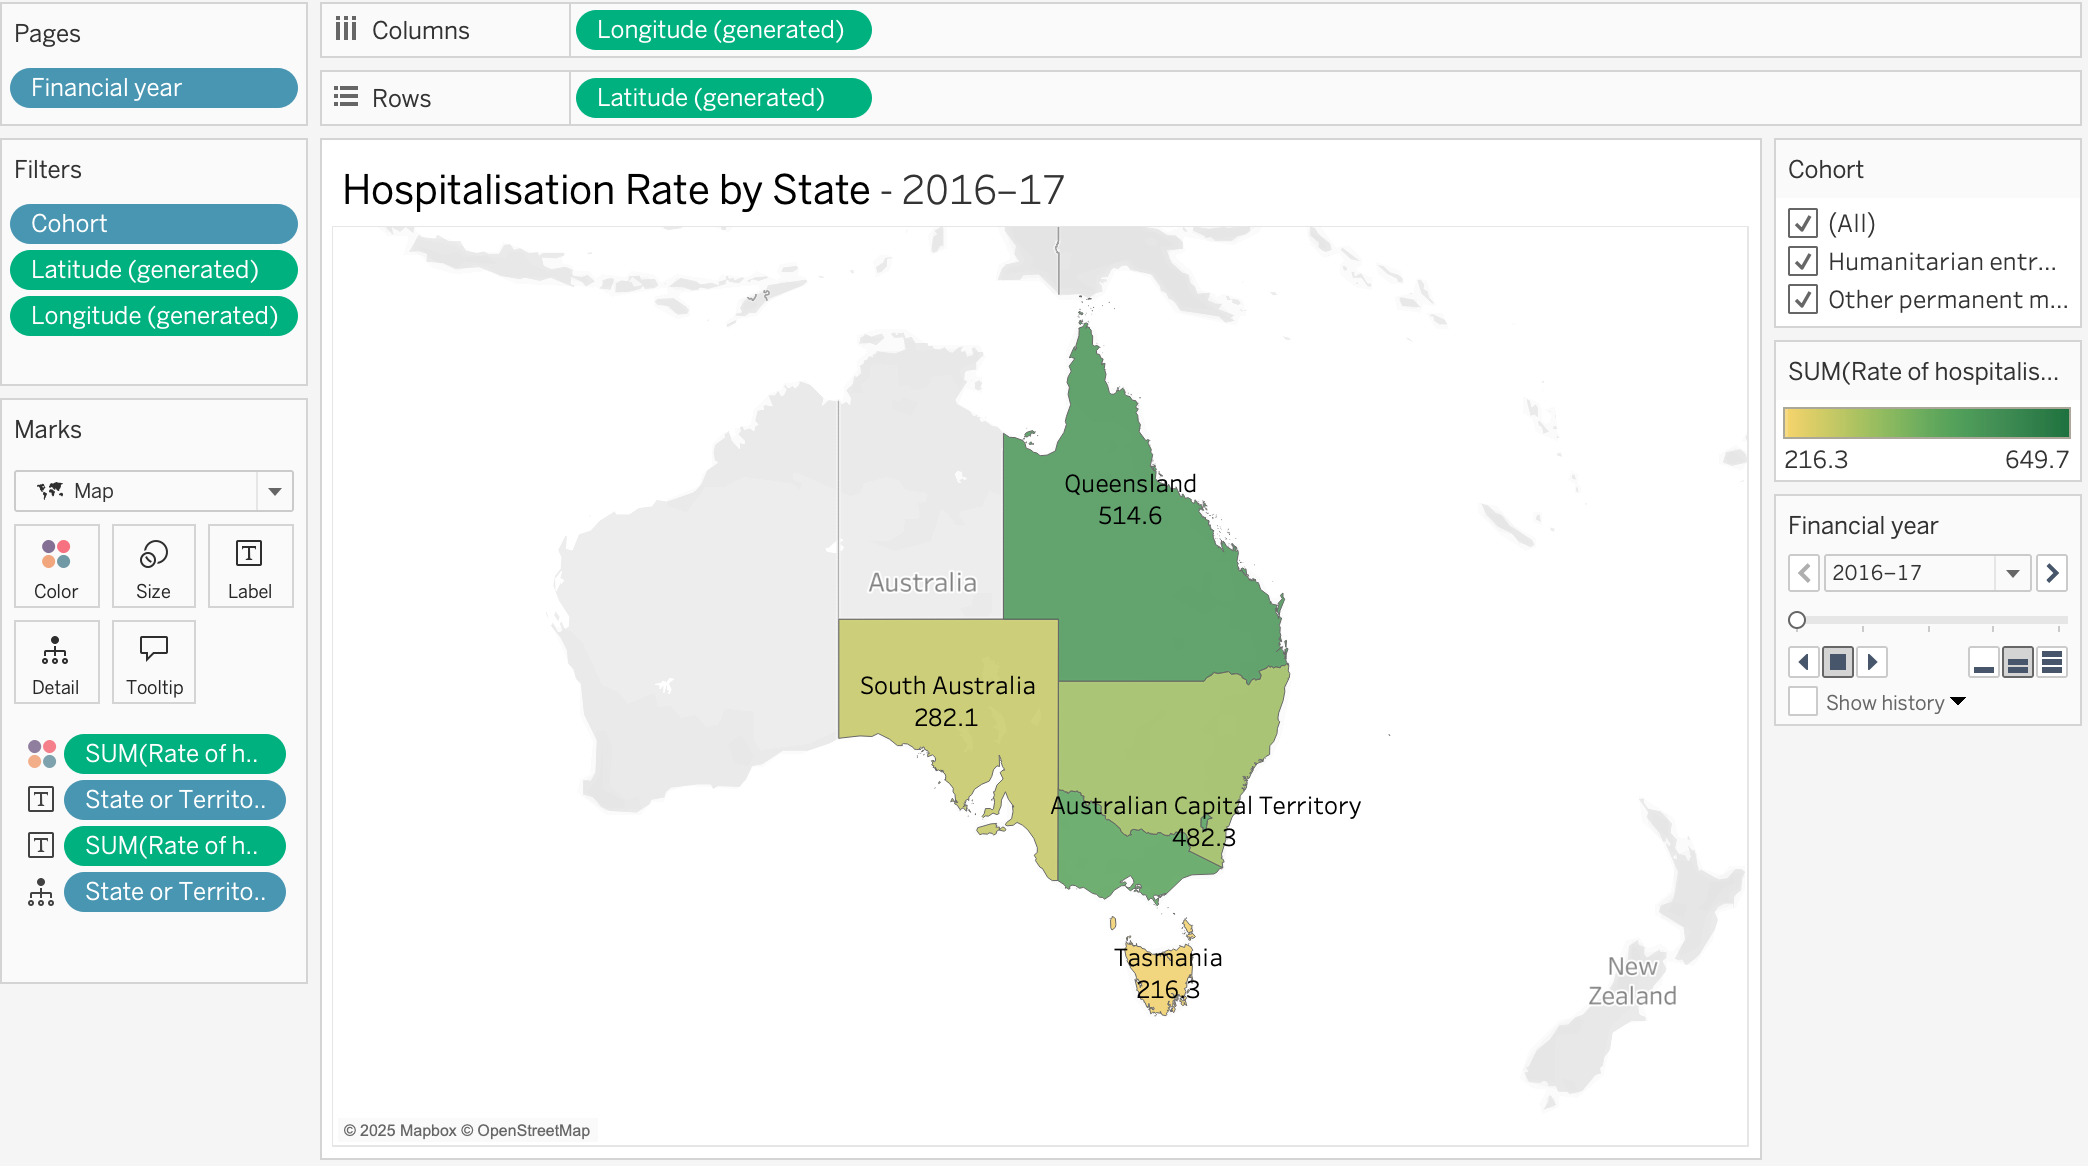 Pages
Financial year
Columns
Longitude (generated)
Rows
Latitude (generated)
Filters
Cohort
Latitude (generated)
Longitude (generated)
Marks
Map
Color
Size
T
Label
Detail
Tooltip
SUM(Rate of h..
T
State or Territo..
T
SUM(Rate of h..
State or Territo..
Hospitalisation Rate by State - 2016–17
Queensland
514.6
Australia
South Australia
282.1
Australian Capital Territory
482.3
Tasmania
216.3
New
Zealand
© 2025 Mapbox © OpenStreetMap
Cohort
(All)
Humanitarian entr...
Other permanent m...
SUM(Rate of hospitalis...
216.3
649.7
Financial year
2016–17
Show history